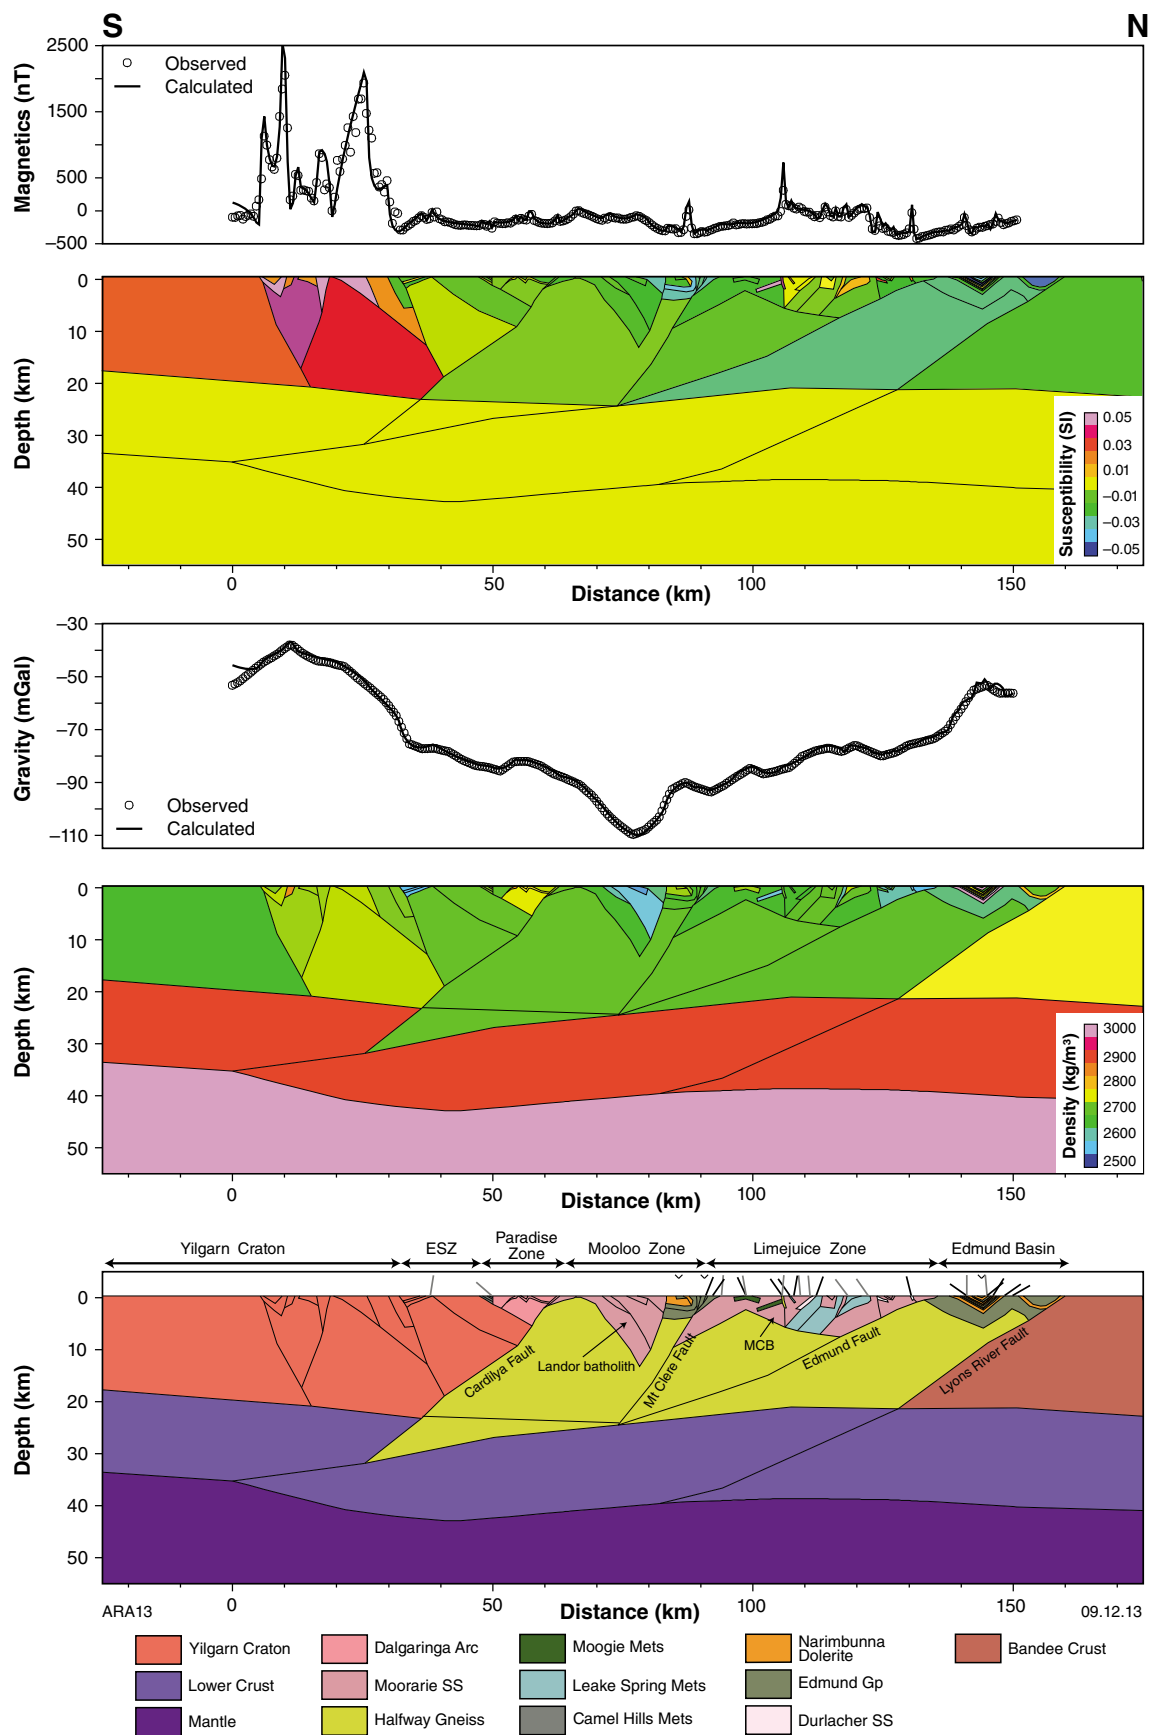 S
N
2500
1500
500
0
–500
Magnetics (nT)
Observed
Calculated
0
10
20
30
40
50
Depth (km)
Susceptibility (SI)
0.05
0.03
0.01
–0.01
–0.03
–0.05
0
50
100
150
Distance (km)
–30
–50
–70
–90
–110
Gravity (mGal)
Observed
Calculated
0
10
20
30
40
50
Depth (km)
Density (kg/m³)
3000
2900
2800
2700
2600
2500
0
50
100
150
Distance (km)
Yilgarn Craton
ESZ
Paradise
Zone
Mooloo Zone
Limejuice Zone
Edmund Basin
0
10
20
30
40
50
Depth (km)
Cardilya Fault
Landor batholith
Mt Clere Fault
MCB
Edmund Fault
Lyons River Fault
0
50
100
150
ARA13
Distance (km)
09.12.13
Yilgarn Craton
Dalgaringa Arc
Moogie Mets
Narimbunna
Dolerite
Bandee Crust
Lower Crust
Moorarie SS
Leake Spring Mets
Edmund Gp
Mantle
Halfway Gneiss
Camel Hills Mets
Durlacher SS